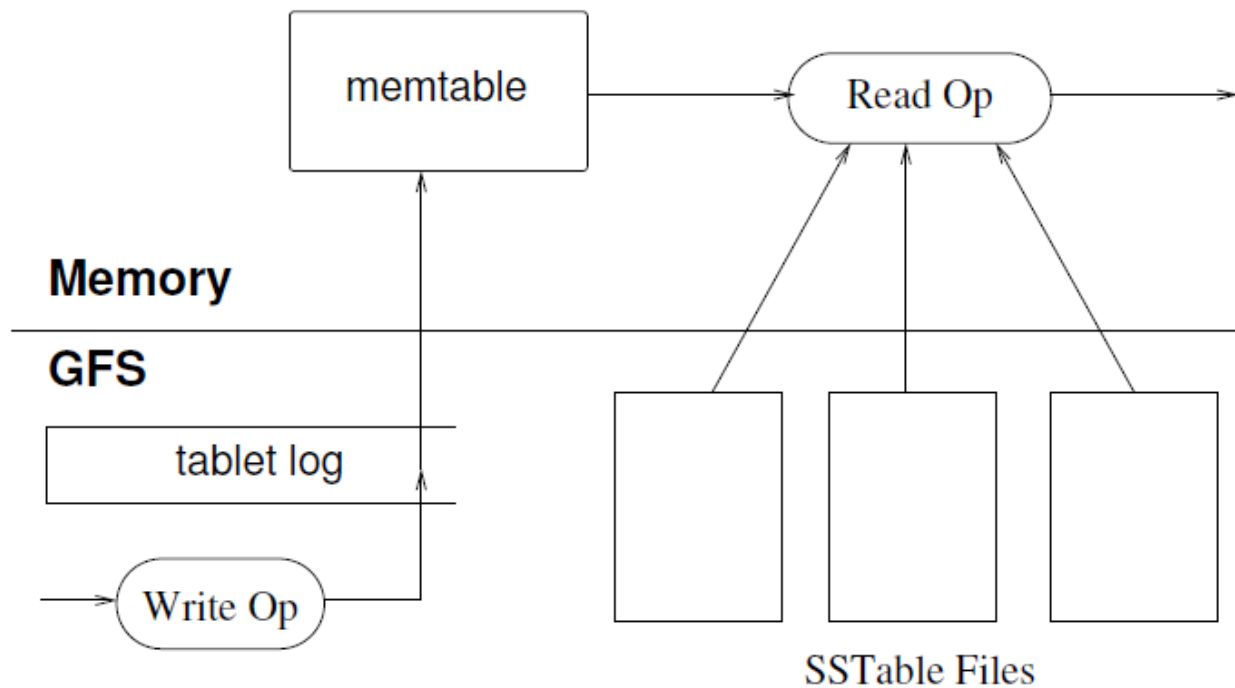 memtable
Read Op
Memory
GFS
tablet log
Write Op
SSTable Files